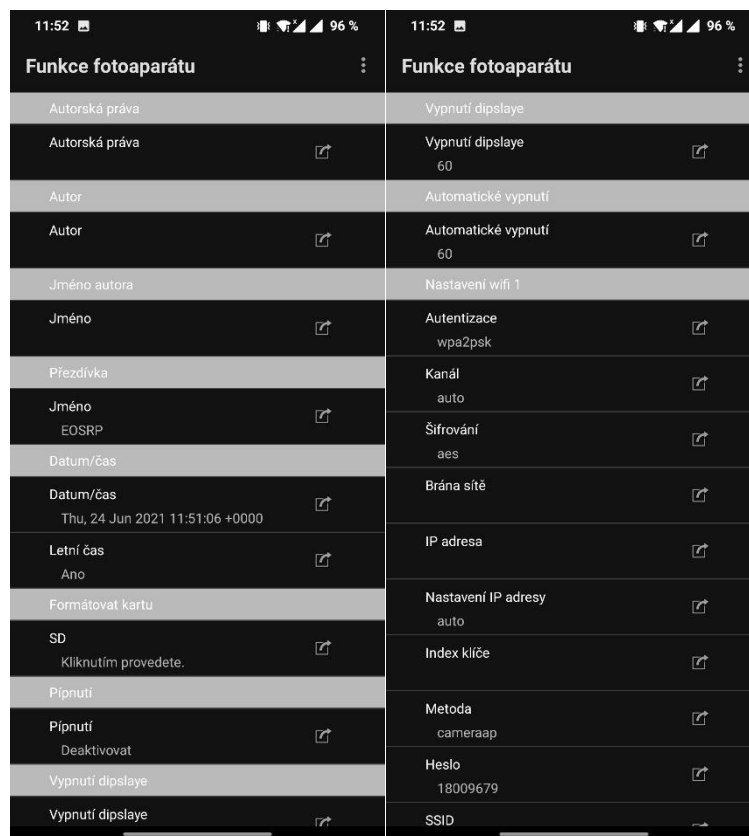 11:52
96 %
Funkce fotoaparátu
Autorská práva
Autorská práva
Autor
Autor
Jméno autora
Jméno
Přezdívka
Jméno
EOSRP
Datum/čas
Datum/čas
Thu, 24 Jun 2021 11:51:06 +0000
Letní čas
Ano
Formátovat kartu
SD
Kliknutím provedete.
Pípnutí
Pípnutí
Deaktivovat
Vypnutí dipslaye
Vypnutí dipslaye
11:52
96 %
Funkce fotoaparátu
Vypnutí dipslaye
Vypnutí dipslaye
60
Automatické vypnutí
Automatické vypnutí
60
Nastavení wifi 1
Autentizace
wpa2psk
Kanál
auto
Šifrování
aes
Brána sítě
IP adresa
Nastavení IP adresy
auto
Index klíče
Metoda
cameraap
Heslo
18009679
SSID